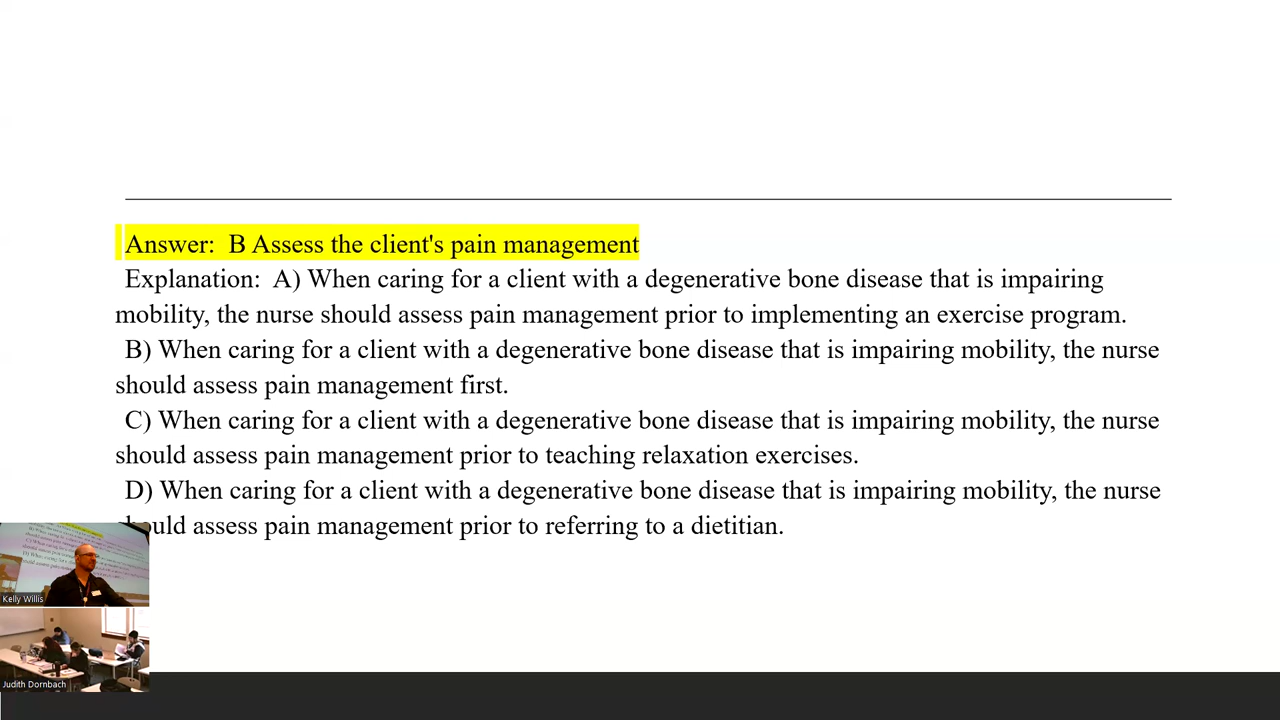 Answer: B Assess the client's pain management
Explanation: A) When caring for a client with a degenerative bone disease that is impairing
mobility, the nurse should assess pain management prior to implementing an exercise program.
B) When caring for a client with a degenerative bone disease that is impairing mobility, the nurse
should assess pain management first.
C) When caring for a client with a degenerative bone disease that is impairing mobility, the nurse
should assess pain management prior to teaching relaxation exercises.
D) When caring for a client with a degenerative bone disease that is impairing mobility, the nurse
should assess pain management prior to referring to a dietitian.
Kelly Willis
Judith Dornbach